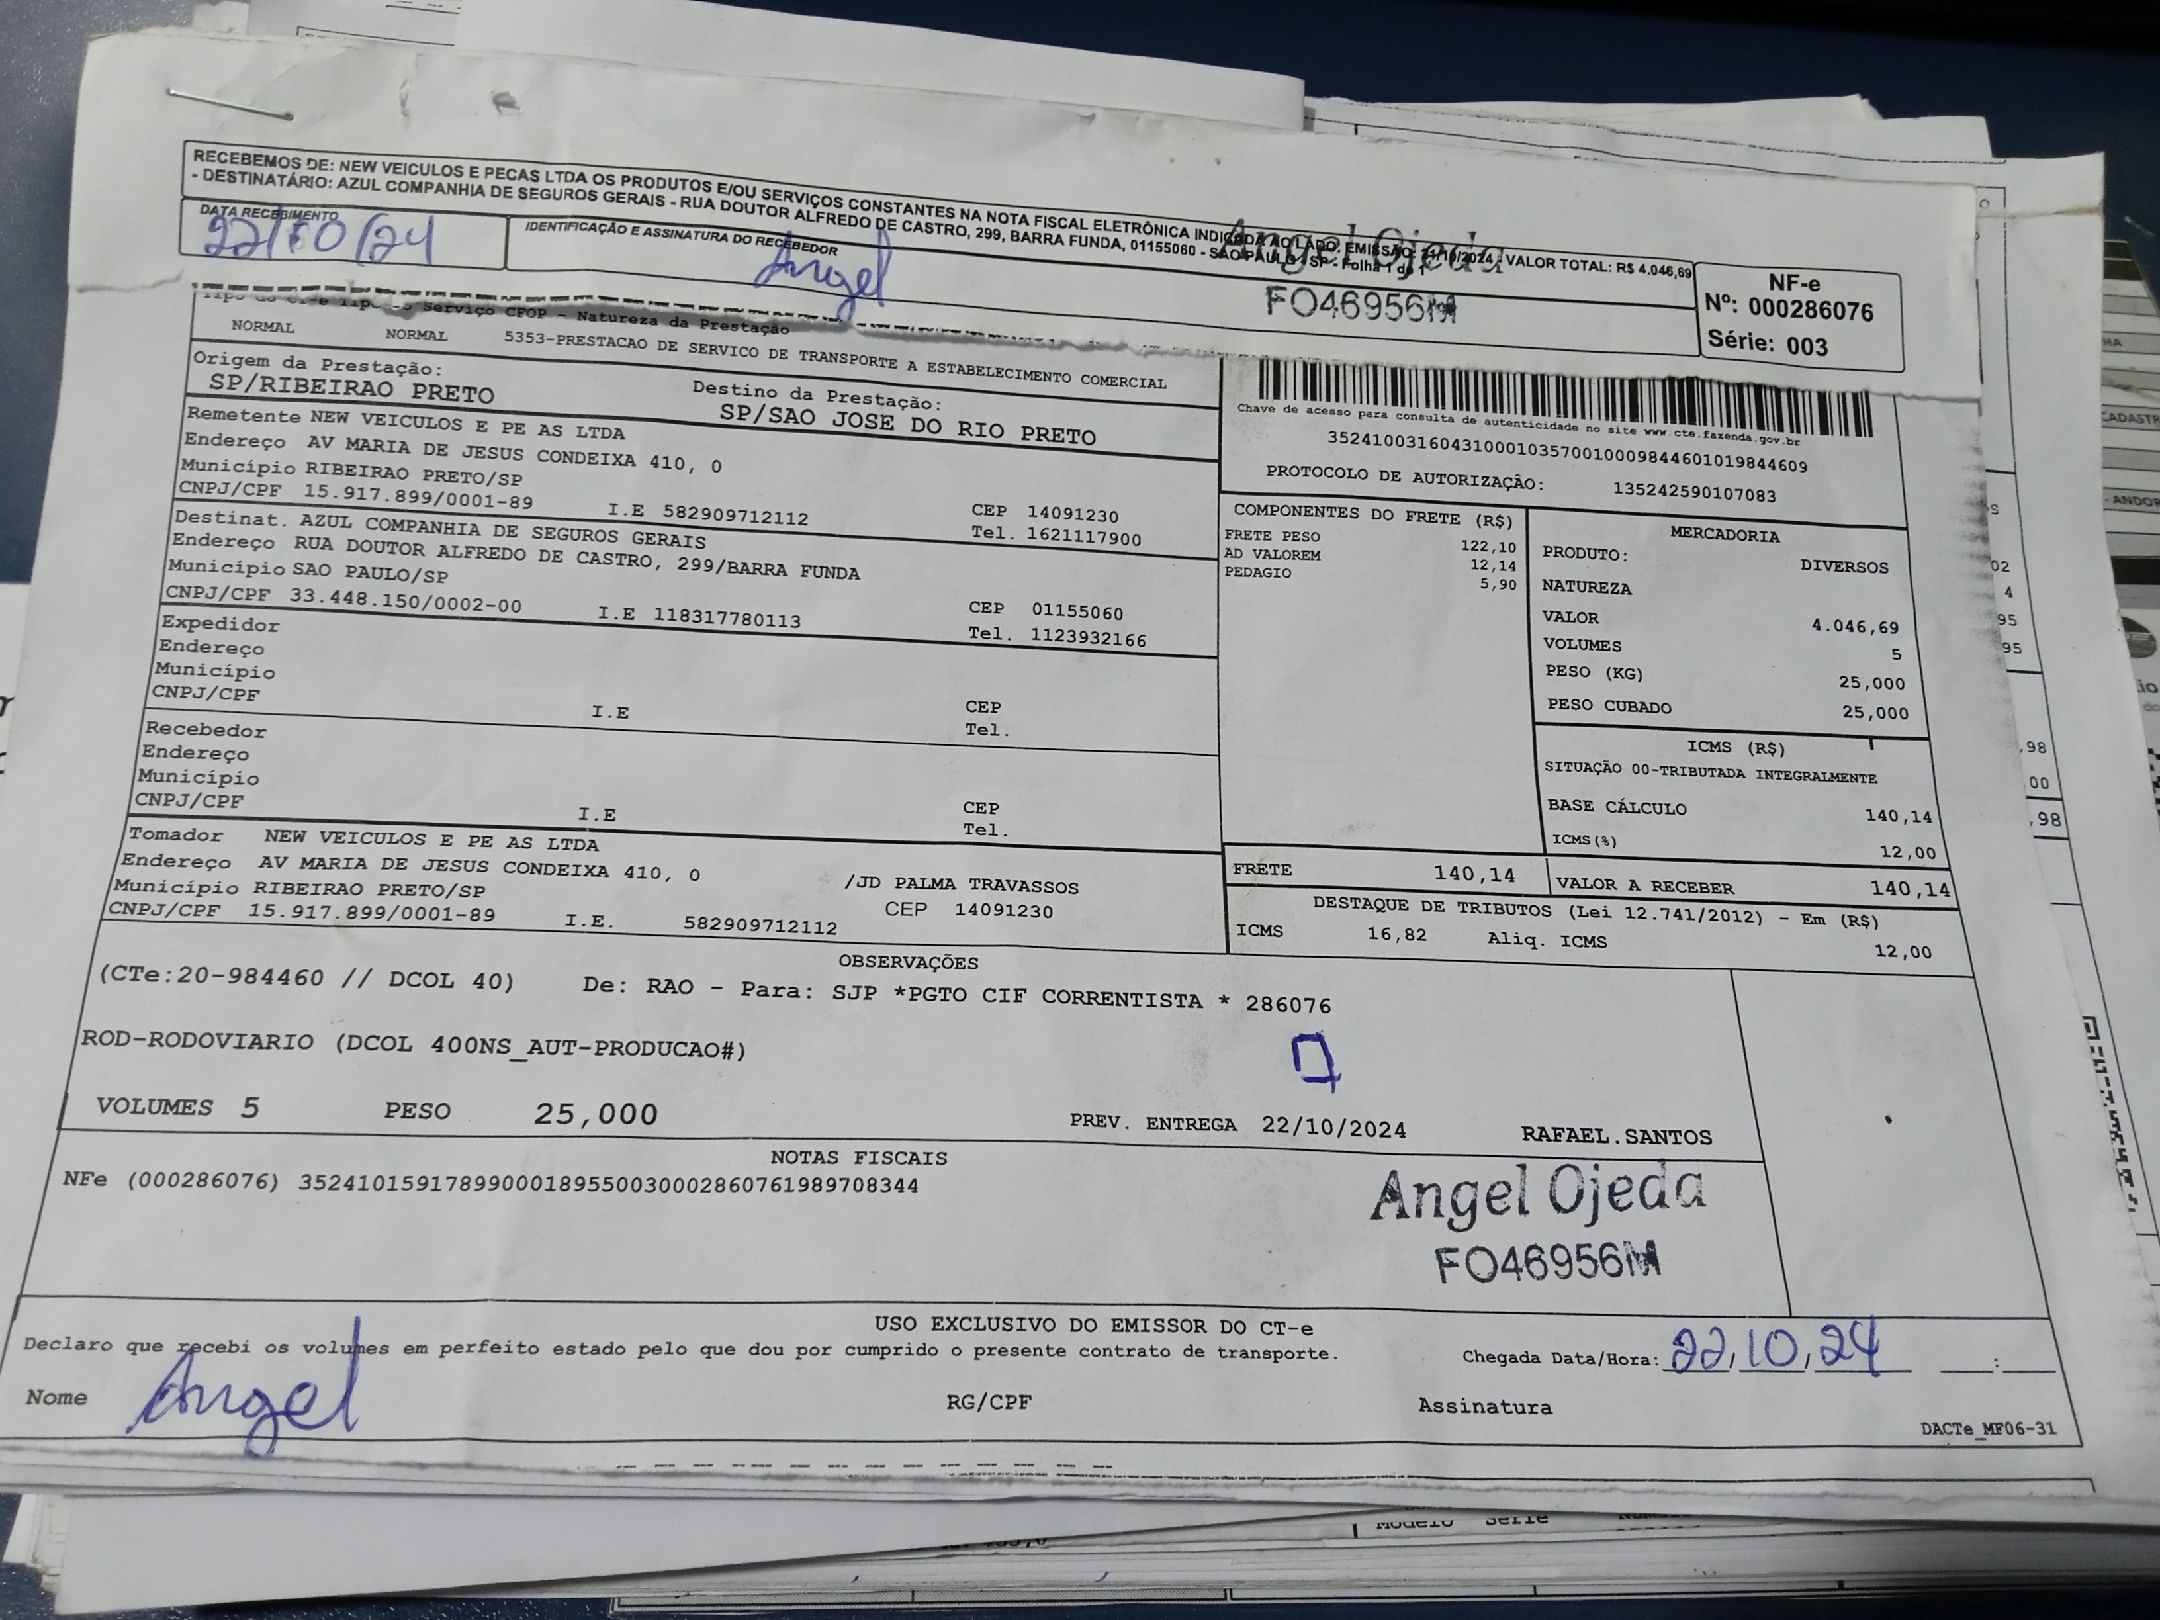 RECEBEMOS DE: NEW VEICULOS E PECAS LTDA OS PRODUTOS E/OU SERVIÇOS CONSTANTES NA NOTA FISCAL ELETRÔNICA INDICADA AO LADO. EMISSÃO: 21/10/2024 - VALOR TOTAL: R$ 4.046,69
- DESTINATÁRIO: AZUL COMPANHIA DE SEGUROS GERAIS - RUA DOUTOR ALFREDO DE CASTRO, 299, BARRA FUNDA, 01155060 - SAO PAULO - SP - Folha 1 de 1
DATA RECEBIMENTO
22/10/24
IDENTIFICAÇÃO E ASSINATURA DO RECEBEDOR
Angel
Angel Ojeda
FO46956M
NF-e
Nº: 000286076
Série: 003
Serviço CFOP - Natureza da Prestação
NORMAL NORMAL 5353-PRESTACAO DE SERVICO DE TRANSPORTE A ESTABELECIMENTO COMERCIAL
Origem da Prestação: Destino da Prestação:
SP/RIBEIRAO PRETO SP/SAO JOSE DO RIO PRETO
Remetente NEW VEICULOS E PE AS LTDA
Endereço AV MARIA DE JESUS CONDEIXA 410, 0
Município RIBEIRAO PRETO/SP CEP 14091230
CNPJ/CPF 15.917.899/0001-89 I.E 582909712112 Tel. 1621117900
Destinat. AZUL COMPANHIA DE SEGUROS GERAIS
Endereço RUA DOUTOR ALFREDO DE CASTRO, 299/BARRA FUNDA
Município SAO PAULO/SP CEP 01155060
CNPJ/CPF 33.448.150/0002-00 I.E 118317780113 Tel. 1123932166
Expedidor
Endereço
Município CEP
CNPJ/CPF I.E Tel.
Recebedor
Endereço
Município CEP
CNPJ/CPF I.E Tel.
Tomador NEW VEICULOS E PE AS LTDA
Endereço AV MARIA DE JESUS CONDEIXA 410, 0 /JD PALMA TRAVASSOS
Município RIBEIRAO PRETO/SP CEP 14091230
CNPJ/CPF 15.917.899/0001-89 I.E. 582909712112
Chave de acesso para consulta de autenticidade no site www.cte.fazenda.gov.br
35241003160431000103570010009844601019844609
PROTOCOLO DE AUTORIZAÇÃO: 135242590107083
COMPONENTES DO FRETE (R$)
FRETE PESO 122,10
AD VALOREM 12,14
PEDAGIO 5,90
MERCADORIA
PRODUTO: DIVERSOS
NATUREZA
VALOR 4.046,69
VOLUMES 5
PESO (KG) 25,000
PESO CUBADO 25,000
ICMS (R$)
SITUAÇÃO 00-TRIBUTADA INTEGRALMENTE
BASE CÁLCULO 140,14
ICMS(%) 12,00
FRETE 140,14 VALOR A RECEBER 140,14
DESTAQUE DE TRIBUTOS (Lei 12.741/2012) - Em (R$)
ICMS 16,82 Aliq. ICMS 12,00
OBSERVAÇÕES
(CTe:20-984460 // DCOL 40) De: RAO - Para: SJP *PGTO CIF CORRENTISTA * 286076
ROD-RODOVIARIO (DCOL 400NS_AUT-PRODUCAO#)
VOLUMES 5 PESO 25,000 PREV. ENTREGA 22/10/2024 RAFAEL.SANTOS
NOTAS FISCAIS
NFe (000286076) 35241015917899000189550030002860761989708344
Angel Ojeda
FO46956M
USO EXCLUSIVO DO EMISSOR DO CT-e
Declaro que recebi os volumes em perfeito estado pelo que dou por cumprido o presente contrato de transporte. Chegada Data/Hora: 22/10/24 __:__
Nome Angel RG/CPF Assinatura
DACTe_MF06-31